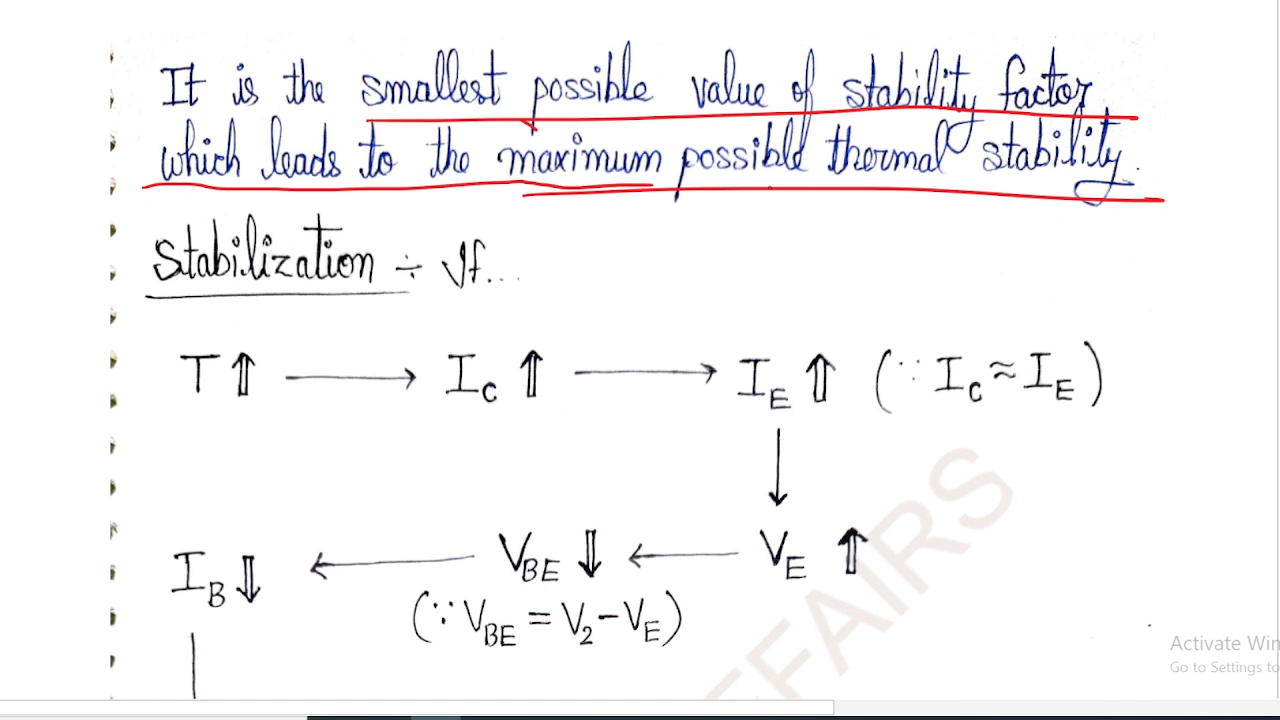 It is the smallest possible value of stability factor
which leads to the maximum possible thermal stability.
Stabilization ÷ If...
T⇑ ⟶ I_C ⇑ ⟶ I_E ⇑ (∵ I_C ≈ I_E)
↓
I_B ⇓ ⟵ V_BE ⇓ ⟵ V_E ⇑
(∵ V_BE = V_2 - V_E)
FAIRS
Activate Win
Go to Settings to